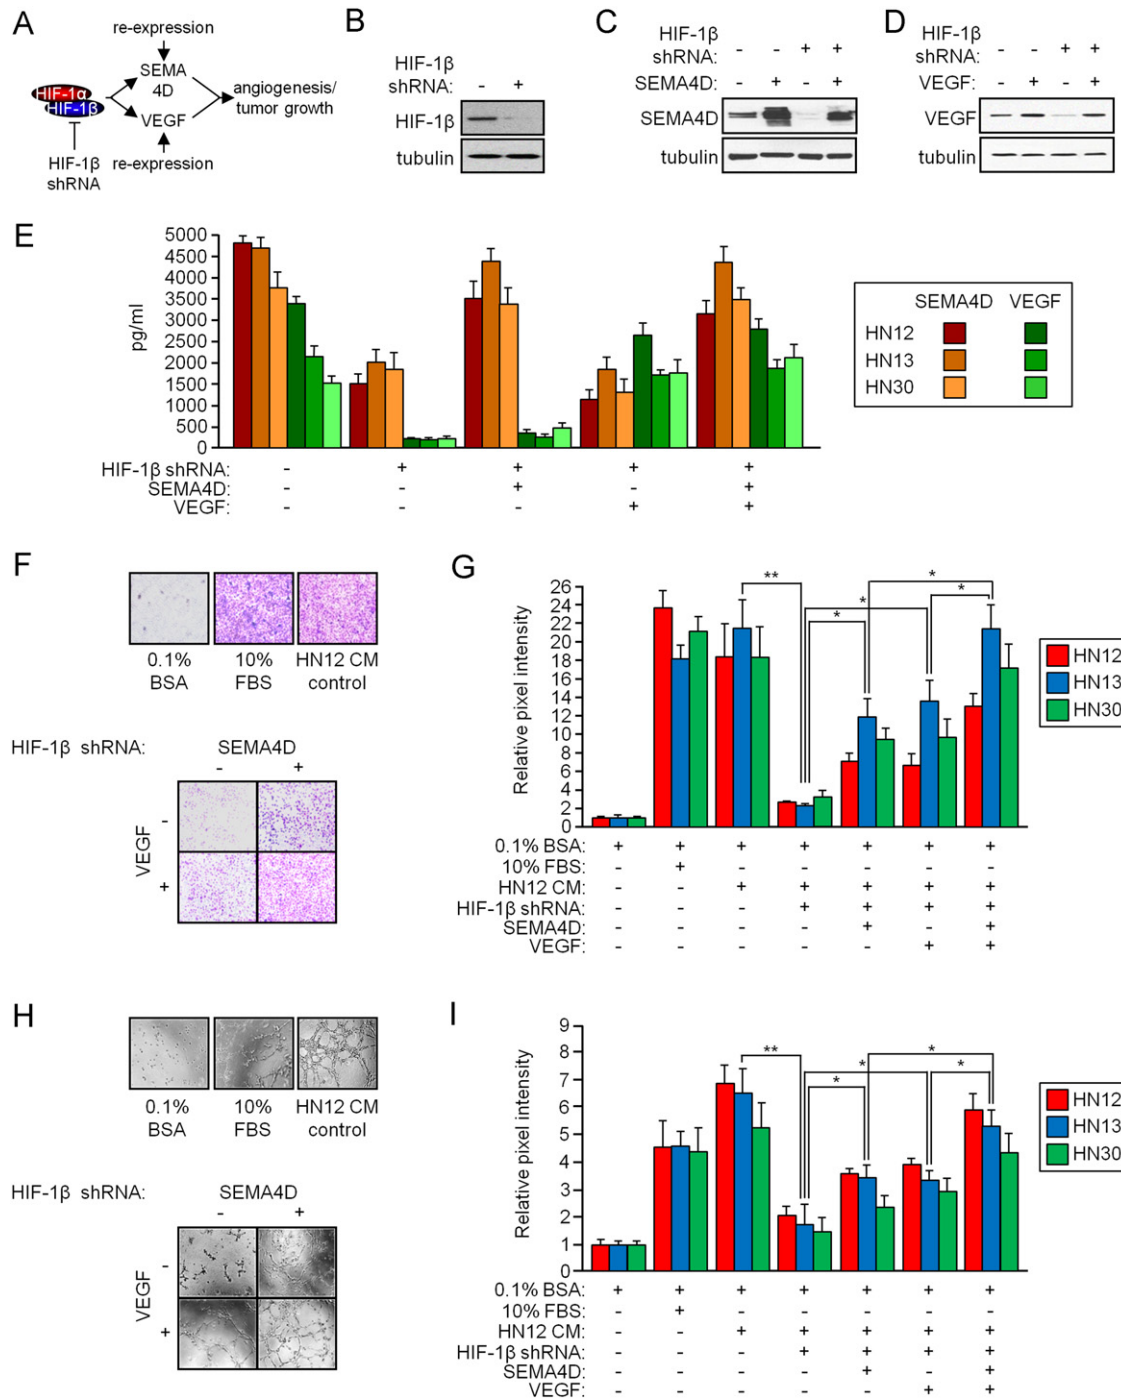 A
re-expression
SEMA
4D
HIF-1α
HIF-1β
angiogenesis/
tumor growth
VEGF
HIF-1β
shRNA
re-expression
B
HIF-1β
shRNA:
- +
HIF-1β
tubulin
C
HIF-1β
shRNA:
- - + +
SEMA4D:
- + - +
SEMA4D
tubulin
D
HIF-1β
shRNA:
- - + +
VEGF:
- + - +
VEGF
tubulin
E
pg/ml
5000
4500
4000
3500
3000
2500
2000
1500
1000
500
0
HIF-1β shRNA: - + + + +
SEMA4D: - - + - +
VEGF: - - - + +
SEMA4D VEGF
HN12
HN13
HN30
F
0.1%
BSA
10%
FBS
HN12 CM
control
HIF-1β shRNA: SEMA4D
- +
VEGF
-
+
G
Relative pixel intensity
26
24
22
20
18
16
14
12
10
8
6
4
2
0
** * * * *
HN12
HN13
HN30
0.1% BSA: + + + + + + +
10% FBS: - + - - - - -
HN12 CM: - - + + + + +
HIF-1β shRNA: - - - + + + +
SEMA4D: - - - - + - +
VEGF: - - - - - + +
H
0.1%
BSA
10%
FBS
HN12 CM
control
HIF-1β shRNA: SEMA4D
- +
VEGF
-
+
I
Relative pixel intensity
9
8
7
6
5
4
3
2
1
0
** * * * *
HN12
HN13
HN30
0.1% BSA: + + + + + + +
10% FBS: - + - - - - -
HN12 CM: - - + + + + +
HIF-1β shRNA: - - - + + + +
SEMA4D: - - - - + - +
VEGF: - - - - - + +